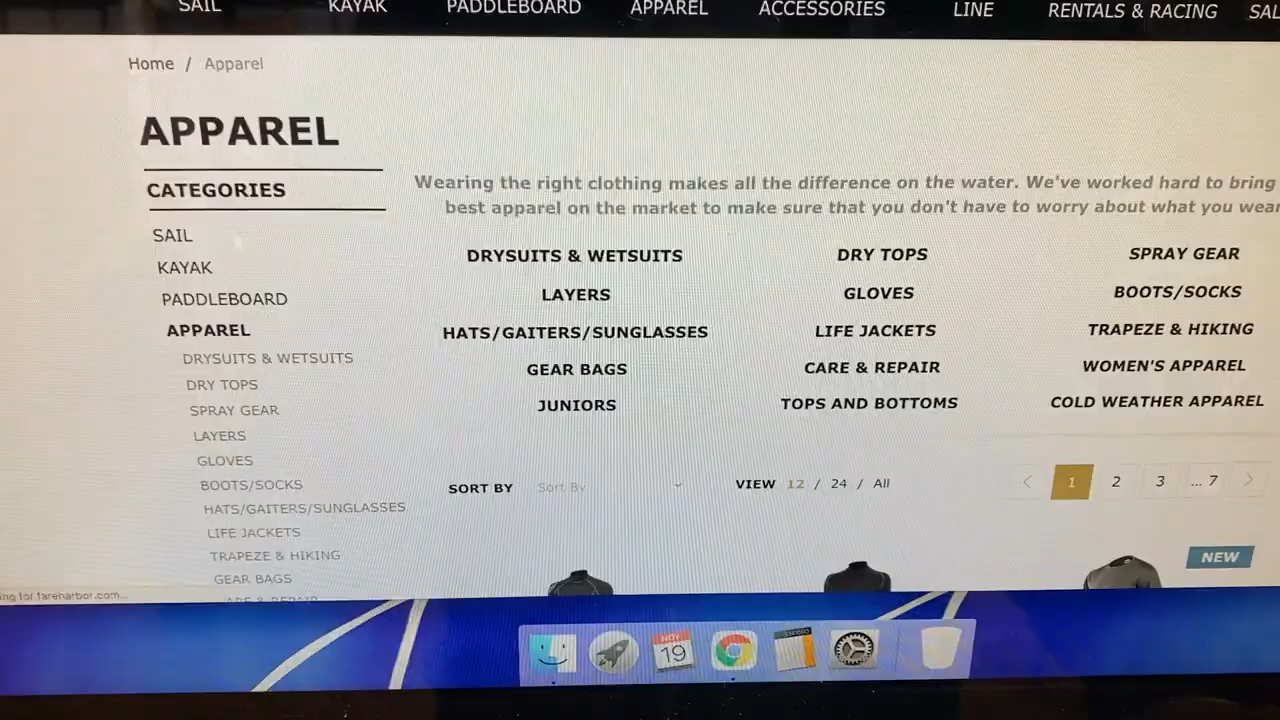 SAIL KAYAK PADDLEBOARD APPAREL ACCESSORIES LINE RENTALS & RACING
Home / Apparel
APPAREL
CATEGORIES
SAIL
KAYAK
PADDLEBOARD
APPAREL
DRYSUITS & WETSUITS
DRY TOPS
SPRAY GEAR
LAYERS
GLOVES
BOOTS/SOCKS
HATS/GAITERS/SUNGLASSES
LIFE JACKETS
TRAPEZE & HIKING
GEAR BAGS
Wearing the right clothing makes all the difference on the water. We've worked hard to bring
best apparel on the market to make sure that you don't have to worry about what you wear
DRYSUITS & WETSUITS DRY TOPS SPRAY GEAR
LAYERS GLOVES BOOTS/SOCKS
HATS/GAITERS/SUNGLASSES LIFE JACKETS TRAPEZE & HIKING
GEAR BAGS CARE & REPAIR WOMEN'S APPAREL
JUNIORS TOPS AND BOTTOMS COLD WEATHER APPAREL
SORT BY Sort By VIEW 12 / 24 / All 1 2 3 ... 7
NEW
ing for fareharbor.com...
NOV
19